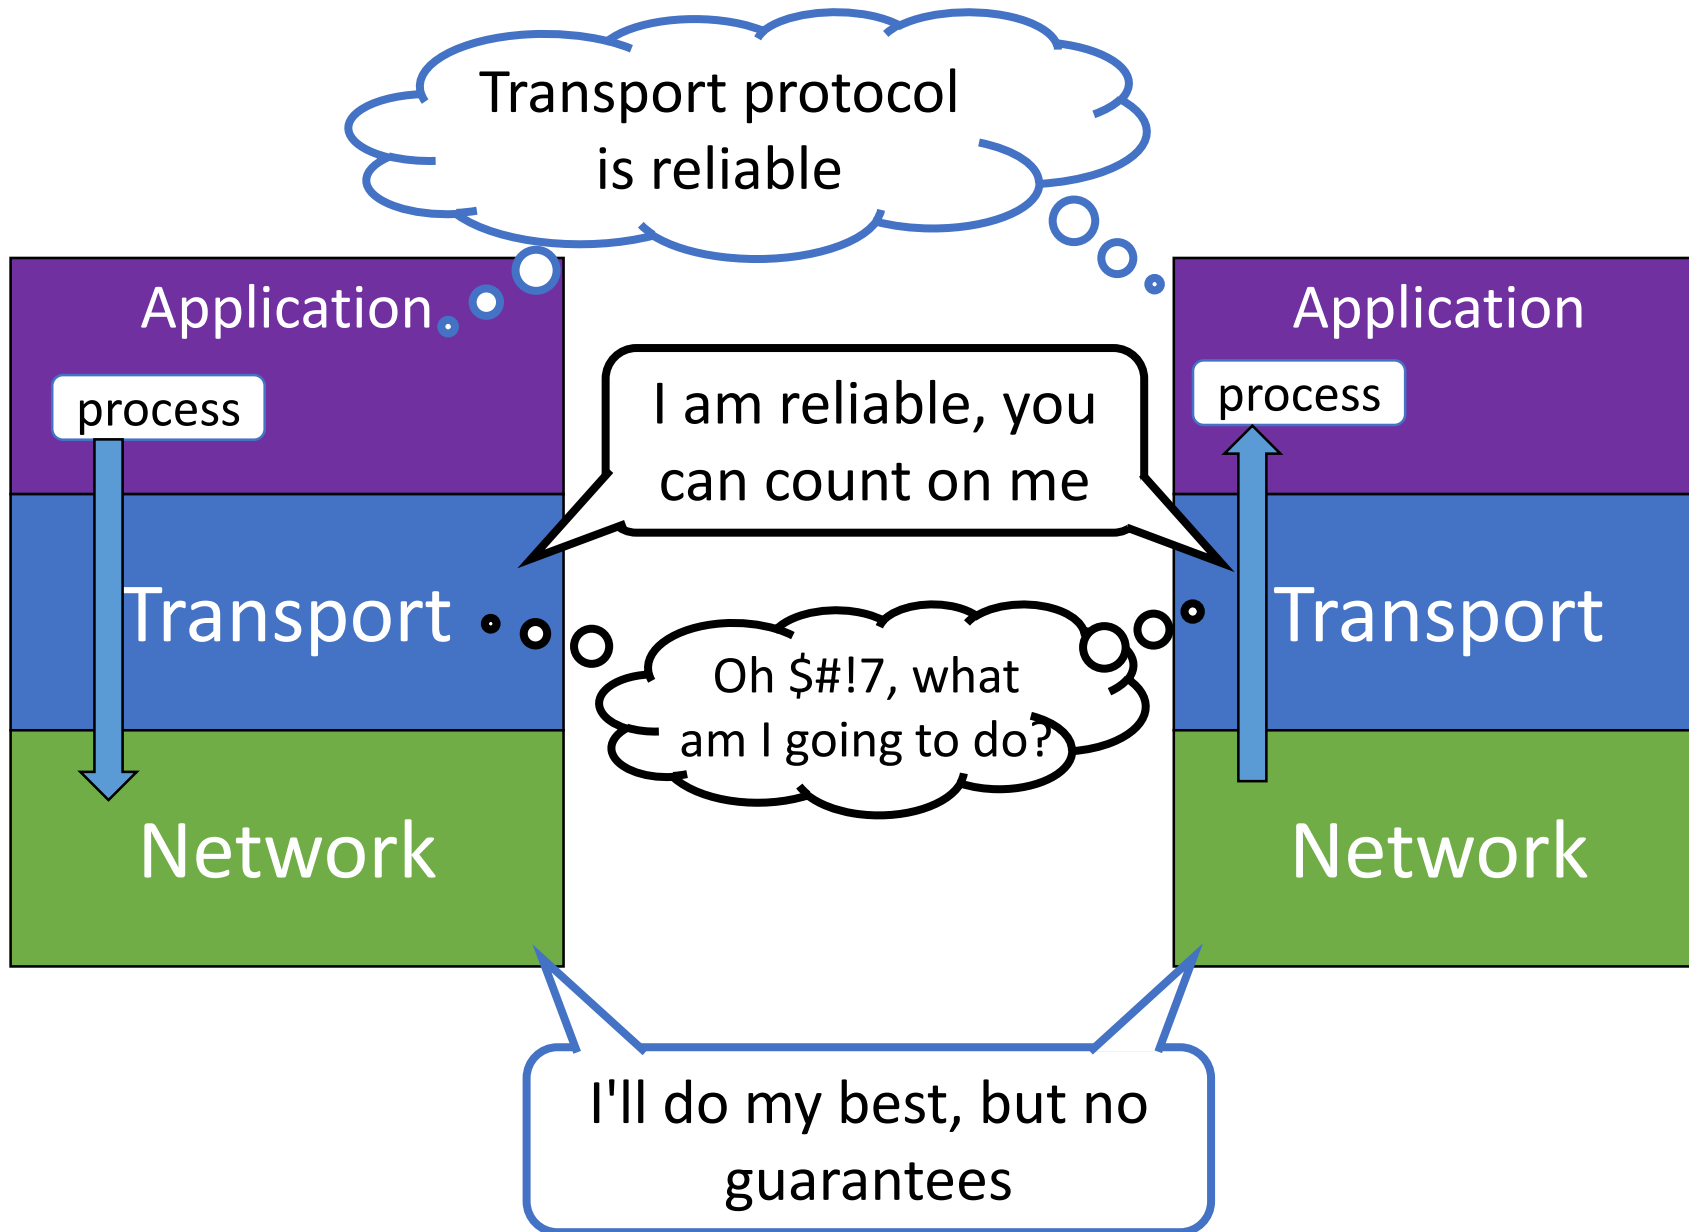 Transport protocol
is reliable
Application
Application
process
process
I am reliable, you
can count on me
Transport
Transport
Oh $#!7, what
am I going to do?
Network
Network
I'll do my best, but no
guarantees